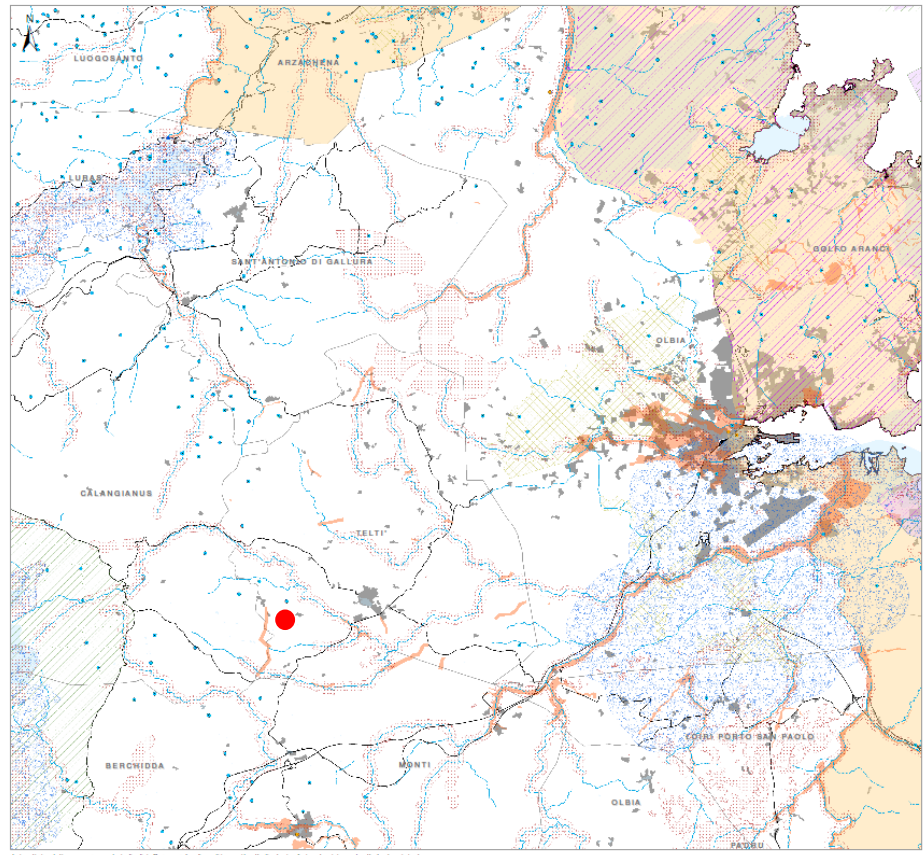 N
LUOGOSANTO
ARZACHENA
LURAS
GOLFO ARANCI
SANT'ANTONIO DI GALLURA
OLBIA
CALANGIANUS
TELTI
LOIRI PORTO SAN PAOLO
MONTI
BERCHIDDA
OLBIA
PADRU